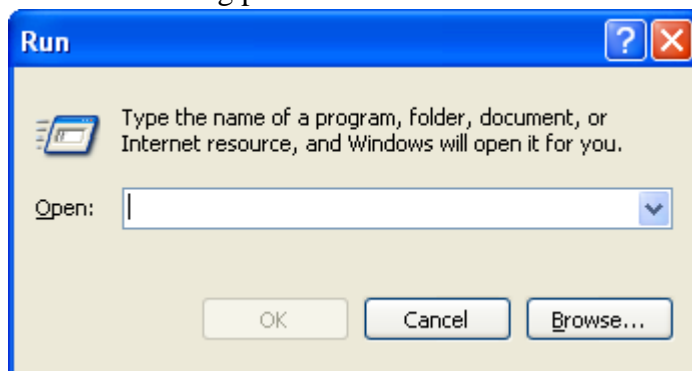 Run
Type the name of a program, folder, document, or
Internet resource, and Windows will open it for you.
Open:
OK Cancel Browse...